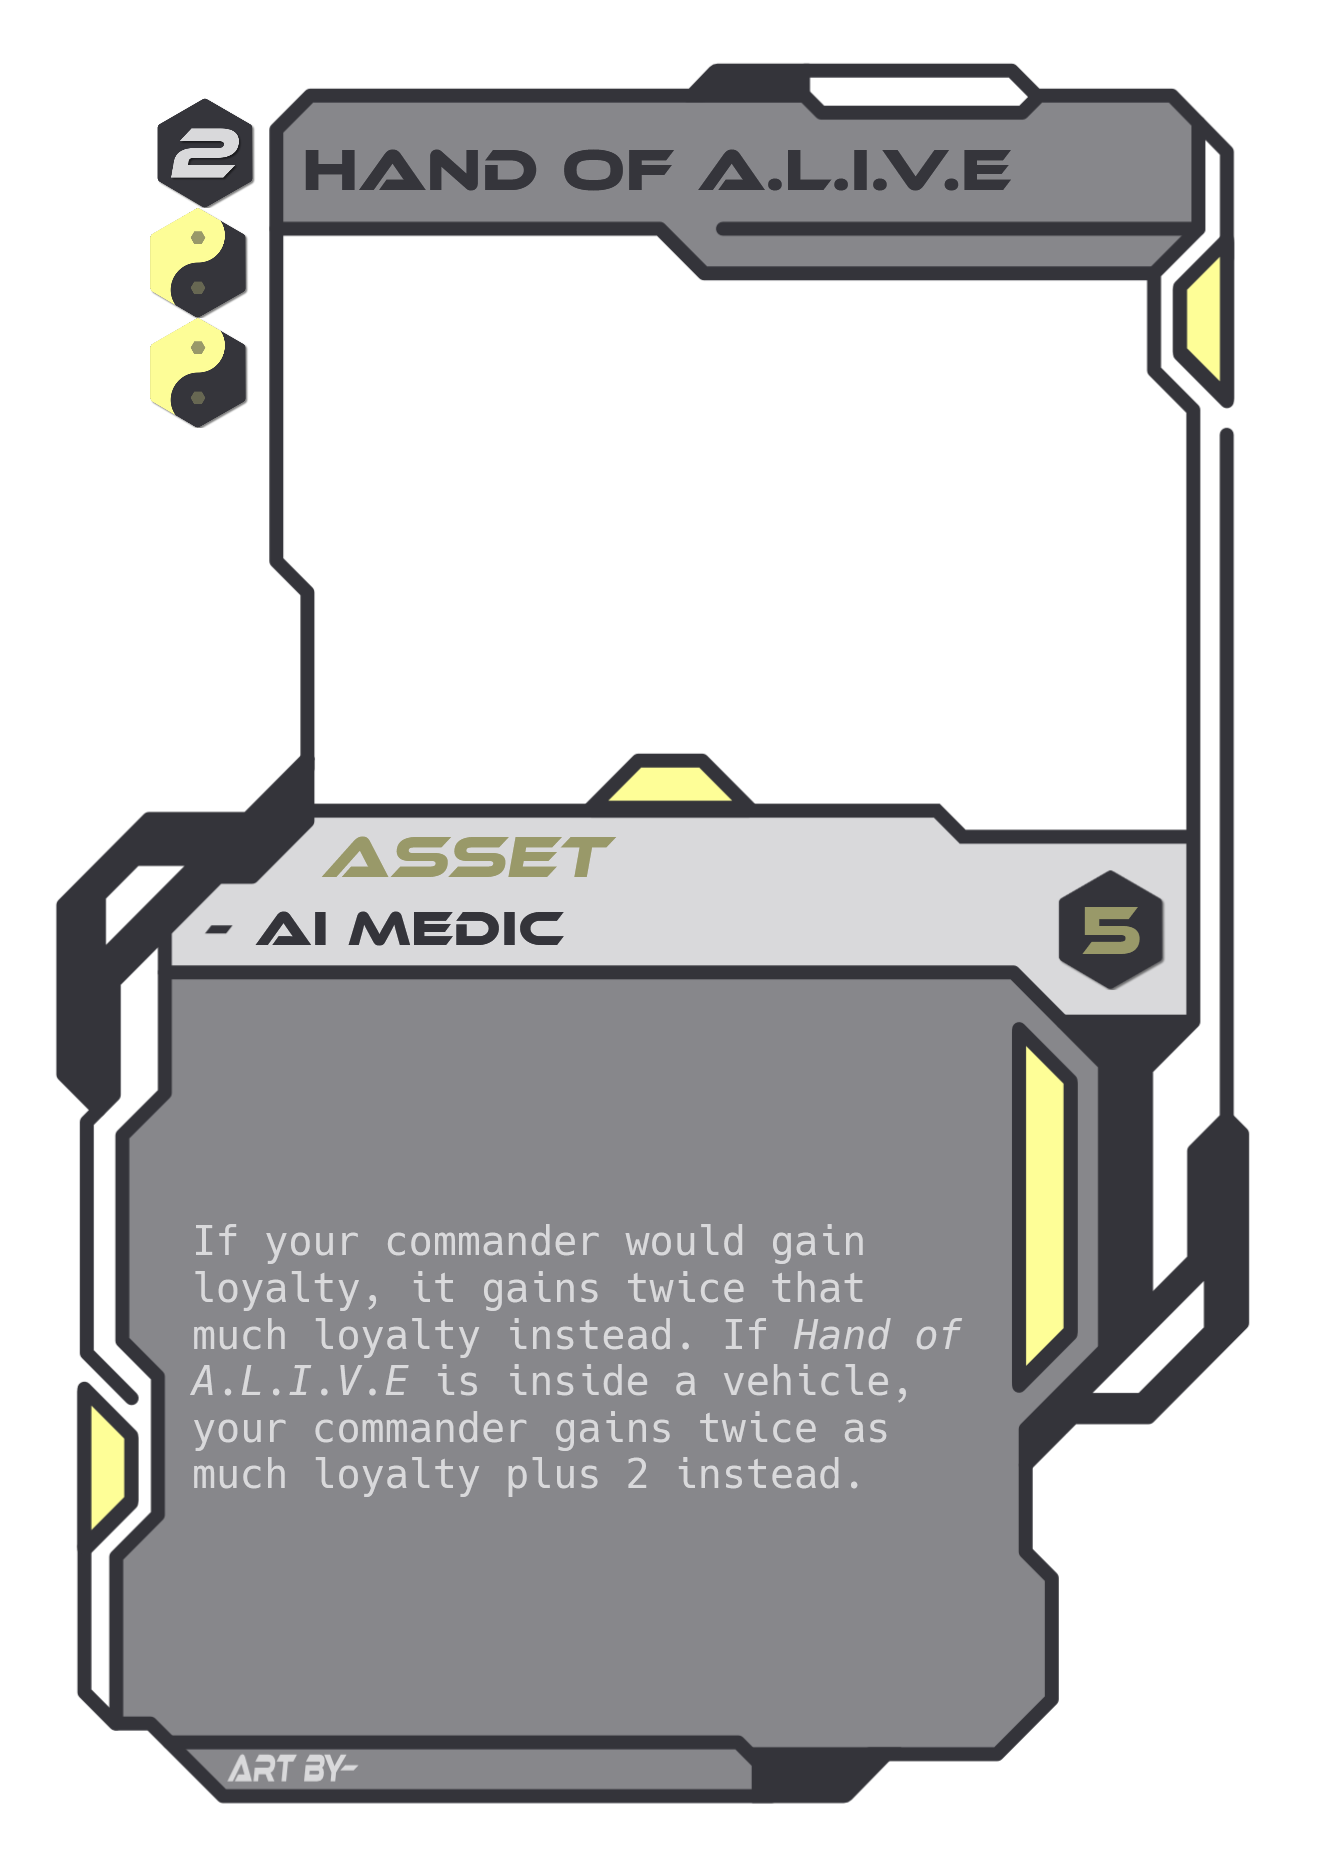 2
HAND OF A.L.I.V.E
ASSET
- AI MEDIC
5
If your commander would gain
loyalty, it gains twice that
much loyalty instead. If Hand of
A.L.I.V.E is inside a vehicle,
your commander gains twice as
much loyalty plus 2 instead.
ART BY-